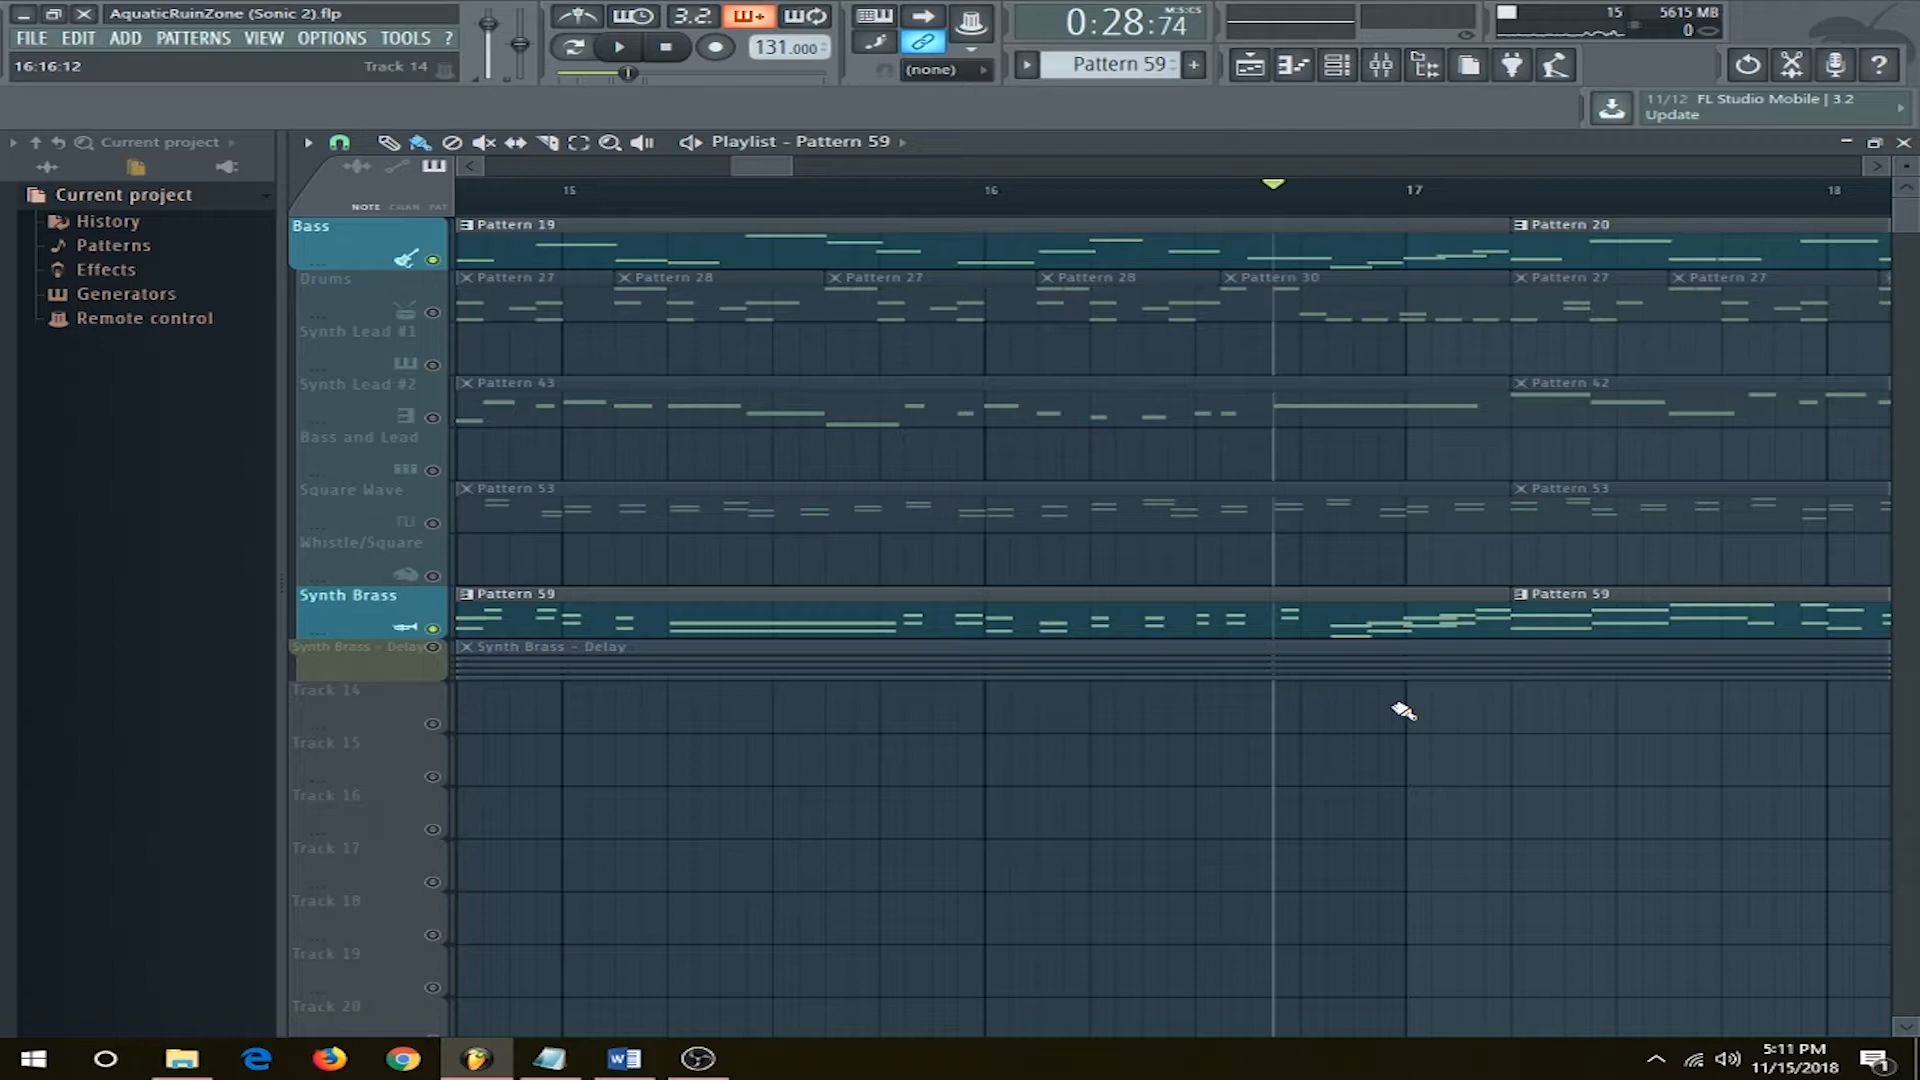 AquaticRuinZone (Sonic 2).flp
FILE EDIT ADD PATTERNS VIEW OPTIONS TOOLS ?
16:16:12 Track 14
3.2.
131.000
(none)
M:S:CS
0:28:74
Pattern 59
15 5615 MB
0
11/12 FL Studio Mobile | 3.2
Update
Current project
Current project
History
Patterns
Effects
Generators
Remote control
Playlist - Pattern 59
NOTE CHAN PAT
15 16 17 18
Bass
Pattern 19 Pattern 20
Drums
Pattern 27 Pattern 28 Pattern 27 Pattern 28 Pattern 30 Pattern 27 Pattern 27
Synth Lead #1
Synth Lead #2
Pattern 43 Pattern 42
Bass and Lead
Square Wave
Pattern 53 Pattern 53
Whistle/Square
Synth Brass
Pattern 59 Pattern 59
Synth Brass - Delay
Synth Brass - Delay
Track 14
Track 15
Track 16
Track 17
Track 18
Track 19
Track 20
5:11 PM
11/15/2018
1